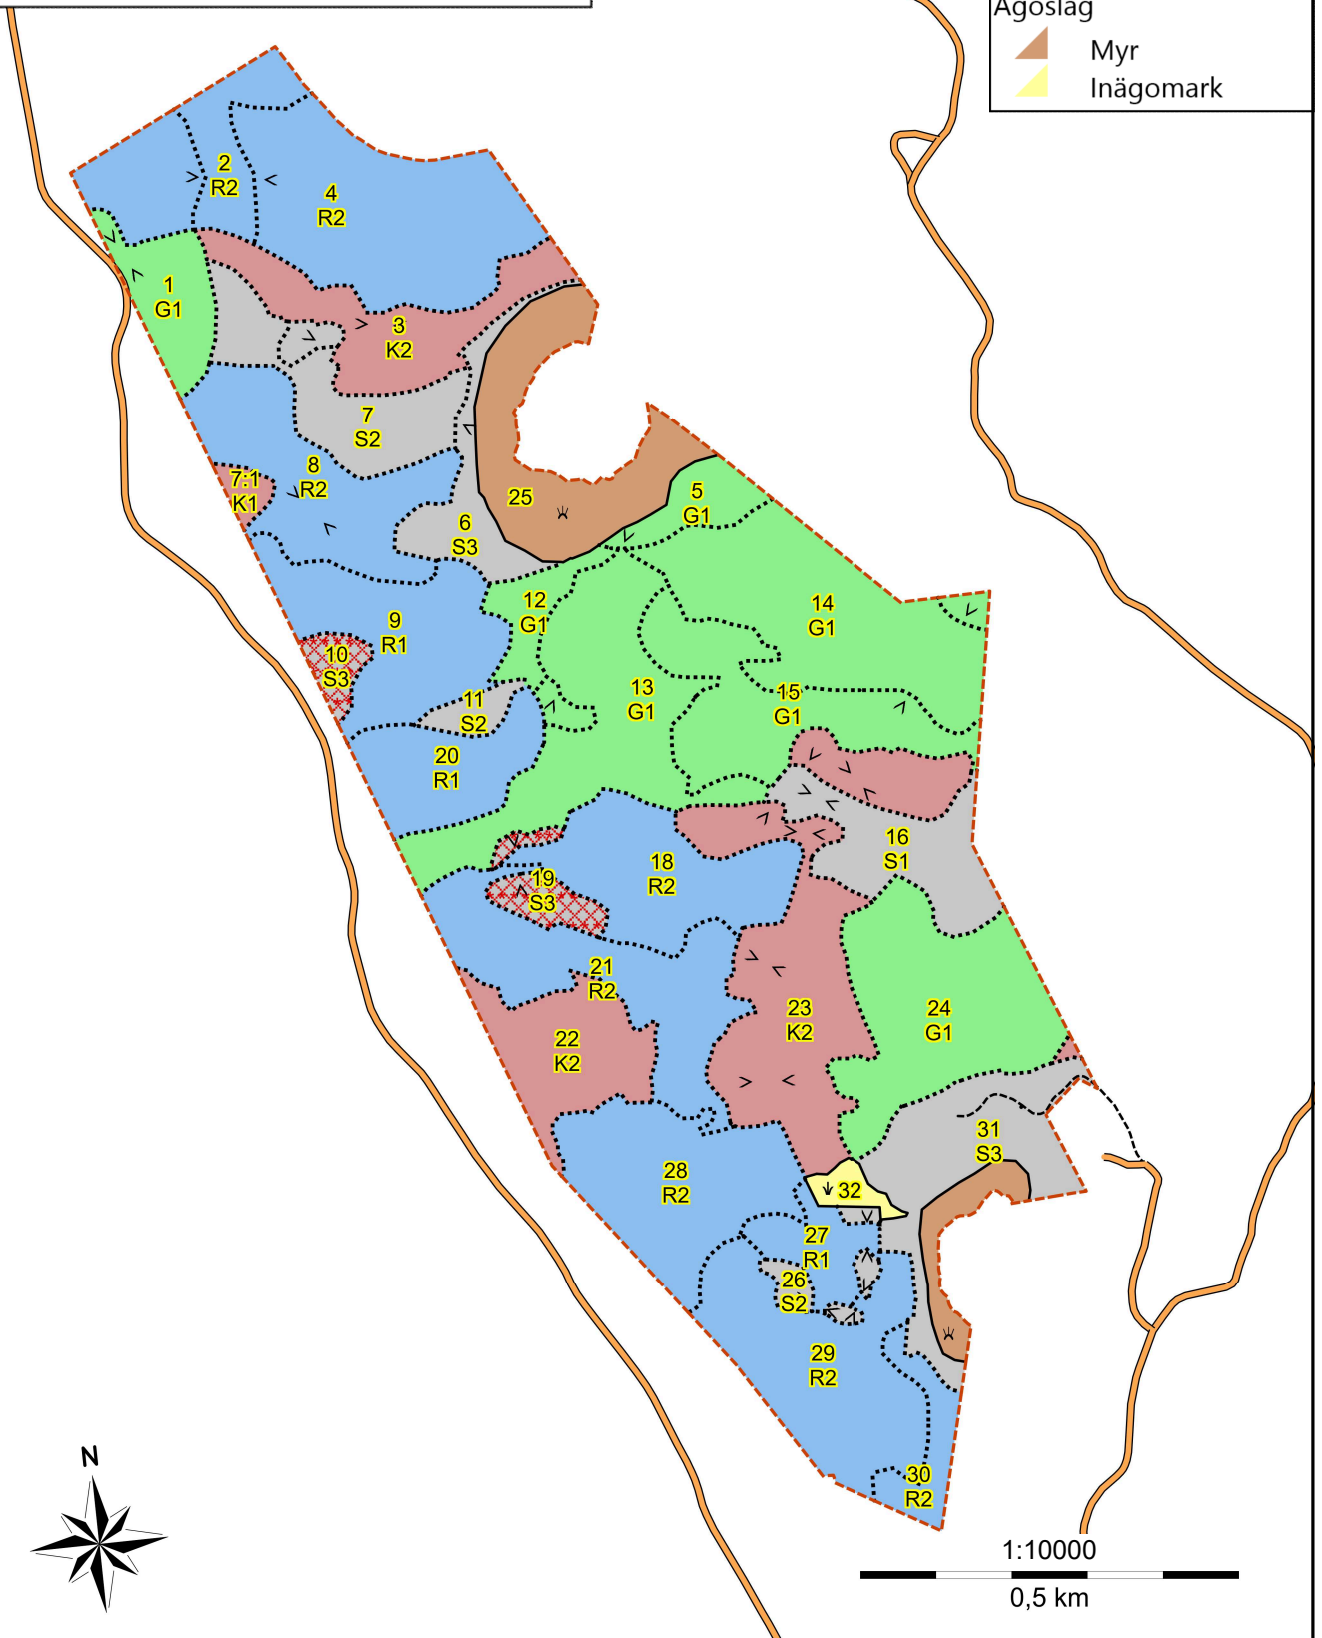 Ägoslag
Myr
Inägomark
2
R2
4
R2
1
G1
3
K2
7
S2
8
R2
7:1
K1
25
5
G1
6
S3
12
G1
14
G1
9
R1
10
S3
13
G1
15
G1
11
S2
20
R1
16
S1
18
R2
19
S3
21
R2
23
K2
24
G1
22
K2
31
S3
28
R2
32
27
R1
26
S2
29
R2
30
R2
N
1:10000
0,5 km